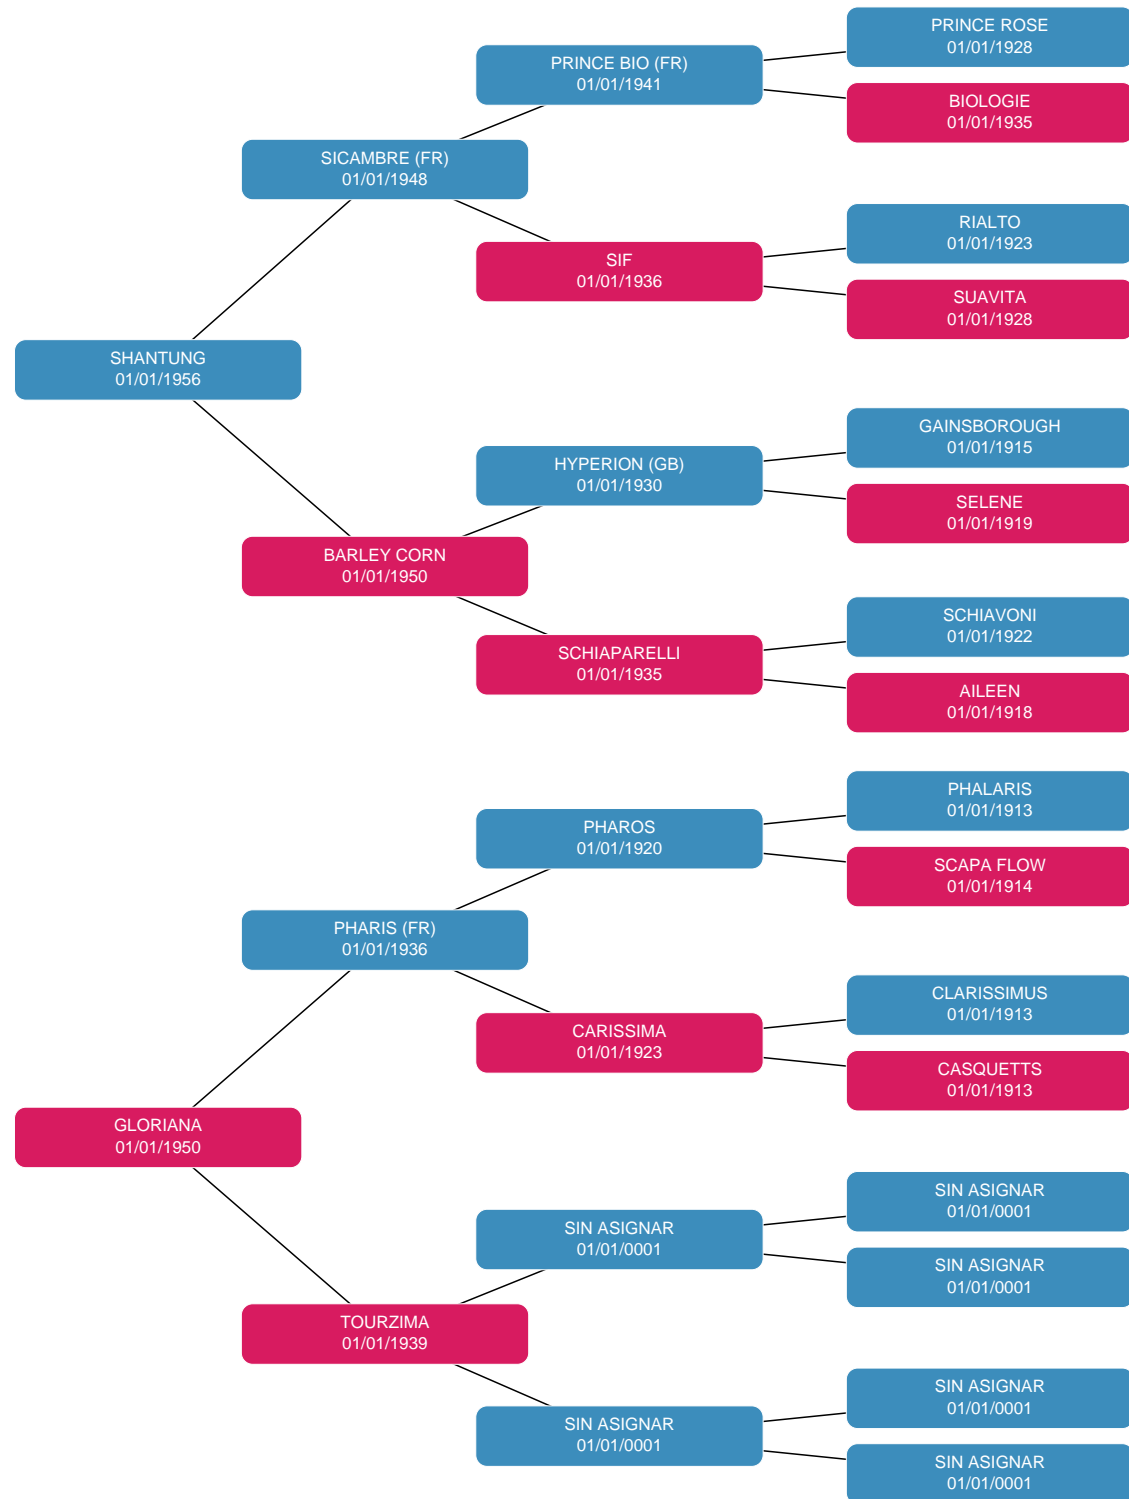 PRINCE ROSE
01/01/1928
PRINCE BIO (FR)
01/01/1941
BIOLOGIE
01/01/1935
SICAMBRE (FR)
01/01/1948
RIALTO
01/01/1923
SIF
01/01/1936
SUAVITA
01/01/1928
SHANTUNG
01/01/1956
GAINSBOROUGH
01/01/1915
HYPERION (GB)
01/01/1930
SELENE
01/01/1919
BARLEY CORN
01/01/1950
SCHIAVONI
01/01/1922
SCHIAPARELLI
01/01/1935
AILEEN
01/01/1918
PHALARIS
01/01/1913
PHAROS
01/01/1920
SCAPA FLOW
01/01/1914
PHARIS (FR)
01/01/1936
CLARISSIMUS
01/01/1913
CARISSIMA
01/01/1923
CASQUETTS
01/01/1913
GLORIANA
01/01/1950
SIN ASIGNAR
01/01/0001
SIN ASIGNAR
01/01/0001
SIN ASIGNAR
01/01/0001
TOURZIMA
01/01/1939
SIN ASIGNAR
01/01/0001
SIN ASIGNAR
01/01/0001
SIN ASIGNAR
01/01/0001